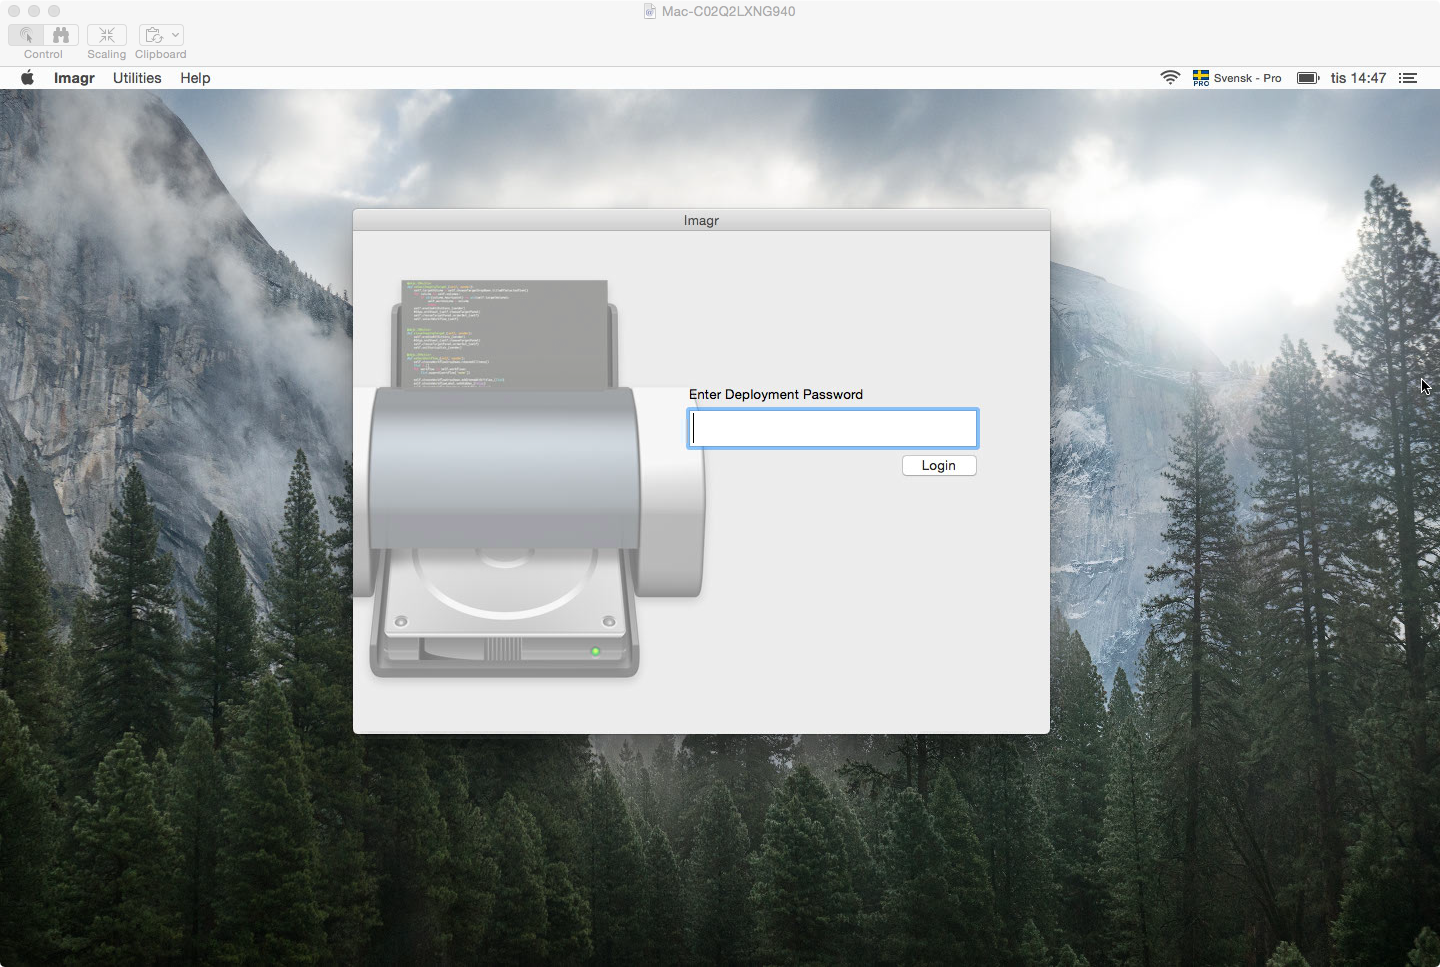 Mac-C02Q2LXNG940
Control
Scaling
Clipboard
Imagr Utilities Help
PRO Svensk - Pro tis 14:47
Imagr
Enter Deployment Password
Login